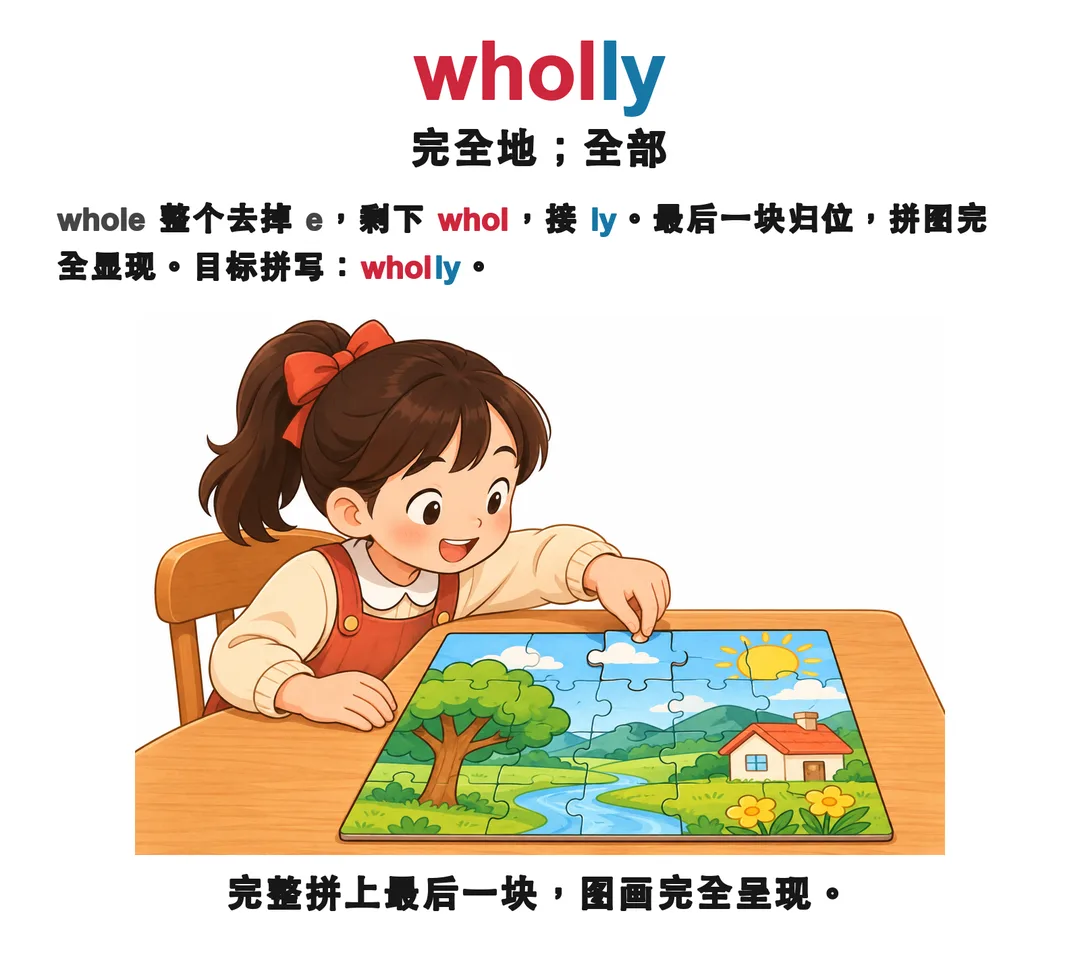 wholly
完全地；全部
whole 整个去掉 e，剩下 whol，接 ly。最后一块归位，拼图完
全显现。目标拼写：wholly。
完整拼上最后一块，图画完全呈现。